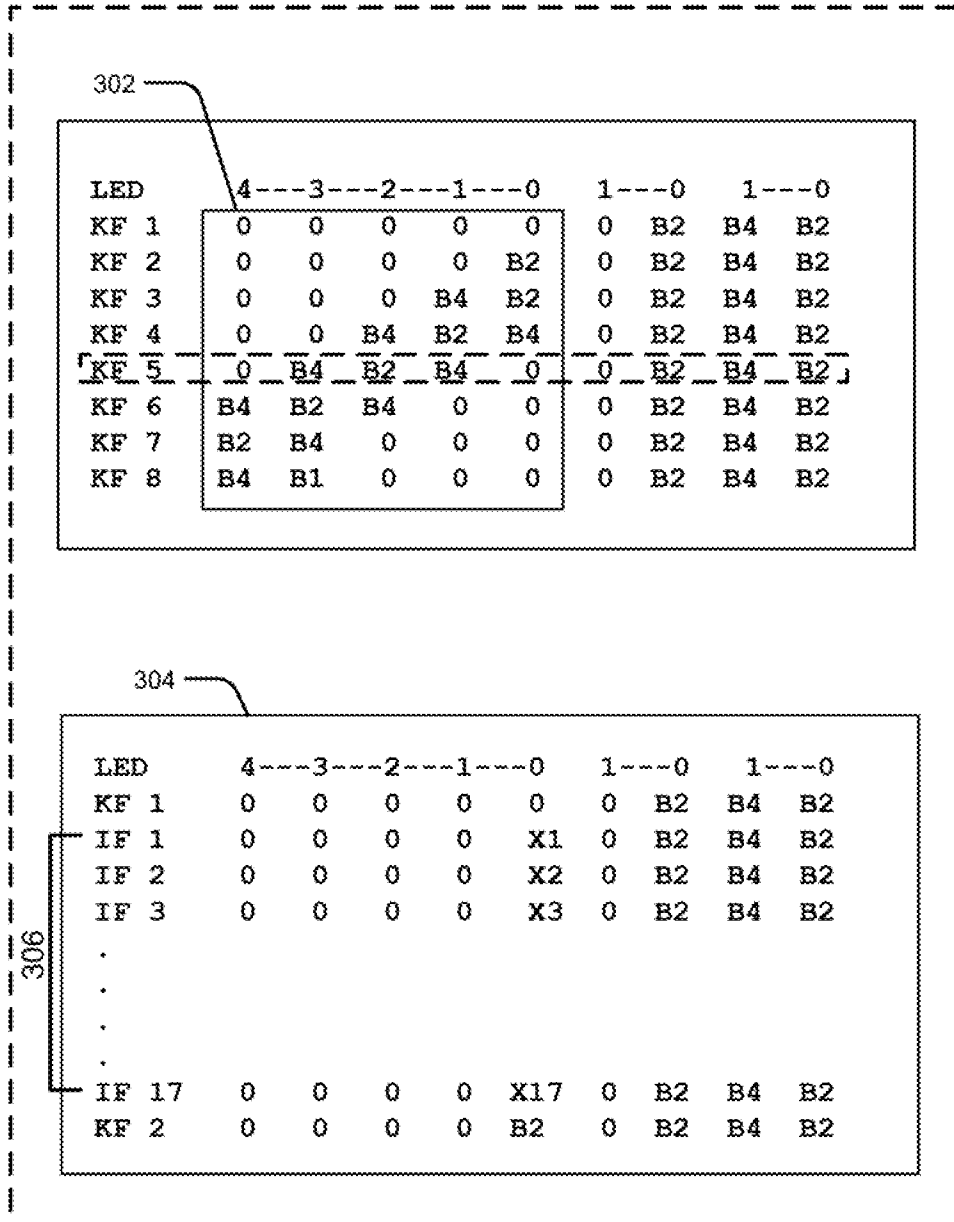 302
LED 4---3---2---1---0 1---0 1---0
KF 1 0 0 0 0 0 0 B2 B4 B2
KF 2 0 0 0 0 B2 0 B2 B4 B2
KF 3 0 0 0 B4 B2 0 B2 B4 B2
KF 4 0 0 B4 B2 B4 0 B2 B4 B2
KF 5 0 B4 B2 B4 0 0 B2 B4 B2
KF 6 B4 B2 B4 0 0 0 B2 B4 B2
KF 7 B2 B4 0 0 0 0 B2 B4 B2
KF 8 B4 B1 0 0 0 0 B2 B4 B2
304
LED 4---3---2---1---0 1---0 1---0
KF 1 0 0 0 0 0 0 B2 B4 B2
IF 1 0 0 0 0 X1 0 B2 B4 B2
IF 2 0 0 0 0 X2 0 B2 B4 B2
IF 3 0 0 0 0 X3 0 B2 B4 B2
306
.
.
.
.
IF 17 0 0 0 0 X17 0 B2 B4 B2
KF 2 0 0 0 0 B2 0 B2 B4 B2